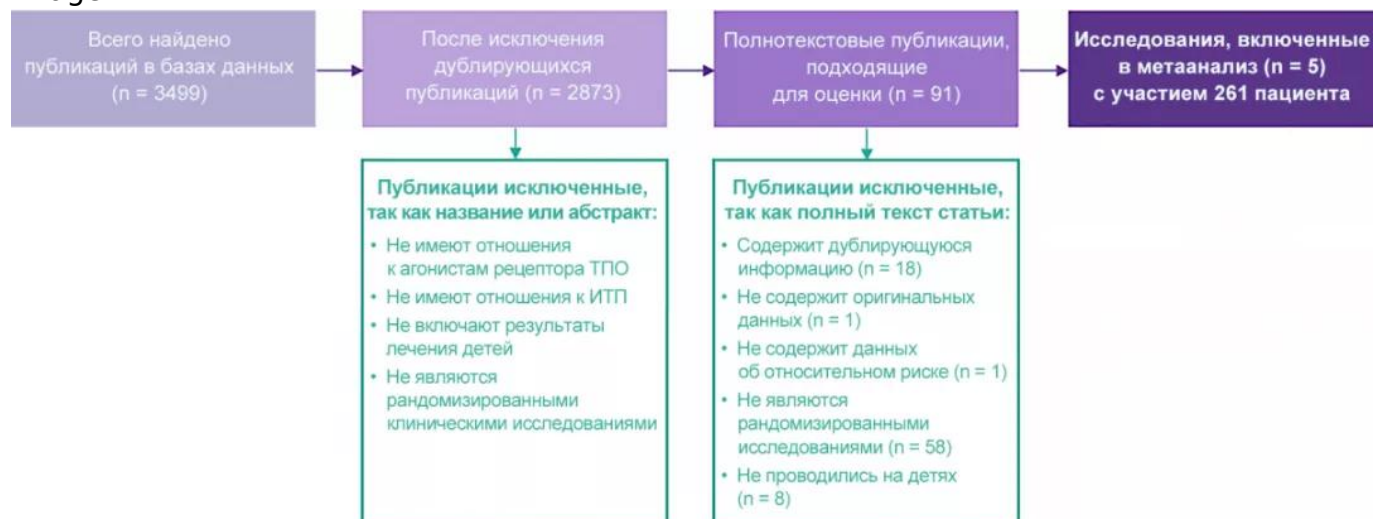 Всего найдено
публикаций в базах данных
(n = 3499)
После исключения
дублирующихся
публикаций (n = 2873)
Полнотекстовые публикации,
подходящие
для оценки (n = 91)
Исследования, включенные
в метаанализ (n = 5)
с участием 261 пациента
Публикации исключенные,
так как название или абстракт:
• Не имеют отношения
к агонистам рецептора ТПО
• Не имеют отношения к ИТП
• Не включают результаты
лечения детей
• Не являются
рандомизированными
клиническими исследованиями
Публикации исключенные,
так как полный текст статьи:
• Содержит дублирующуюся
информацию (n = 18)
• Не содержит оригинальных
данных (n = 1)
• Не содержит данных
об относительном риске (n = 1)
• Не являются
рандомизированными
исследованиями (n = 58)
• Не проводились на детях
(n = 8)